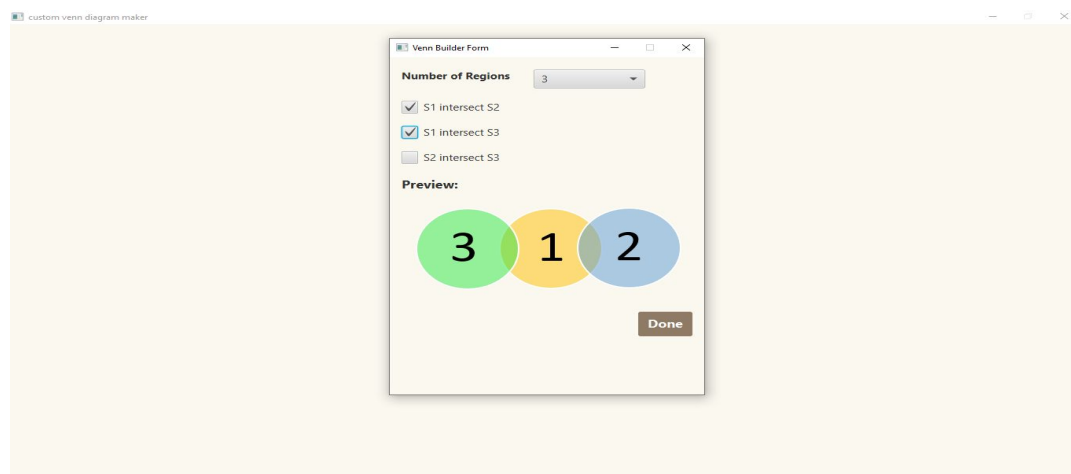 custom venn diagram maker
Venn Builder Form
Number of Regions 3
S1 intersect S2
S1 intersect S3
S2 intersect S3
Preview:
3 1 2
Done